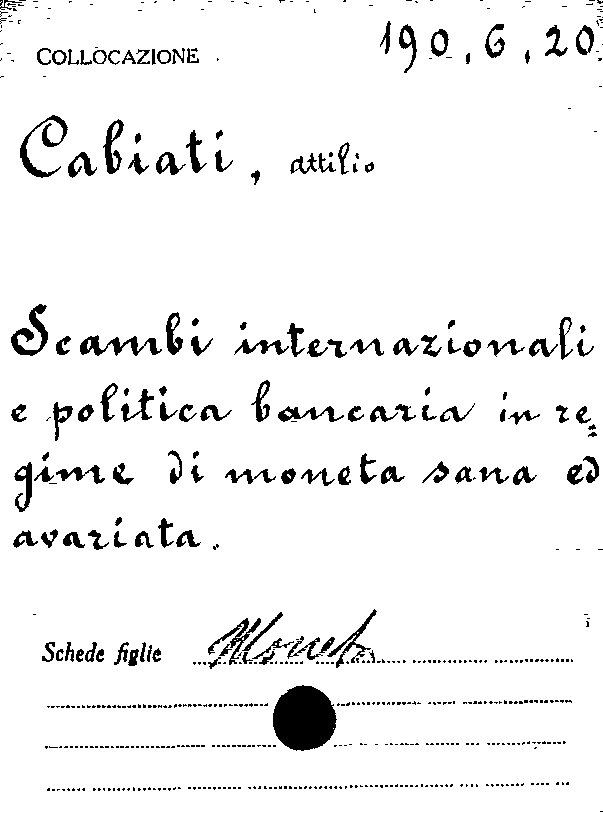 COLLOCAZIONE 190.6.20
Cabiati, Attilio
Scambi internazionali
e politica bancaria in re=
gime di moneta sana ed
avariata.
Schede figlie Moneta